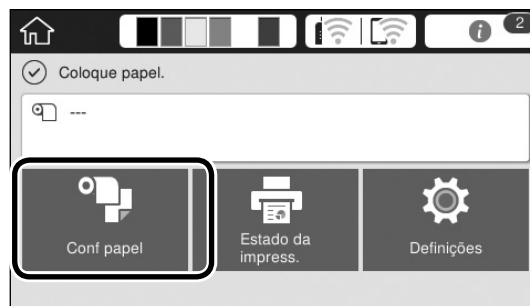 2
Coloque papel.
---
Conf papel
Estado da
impress.
Definições